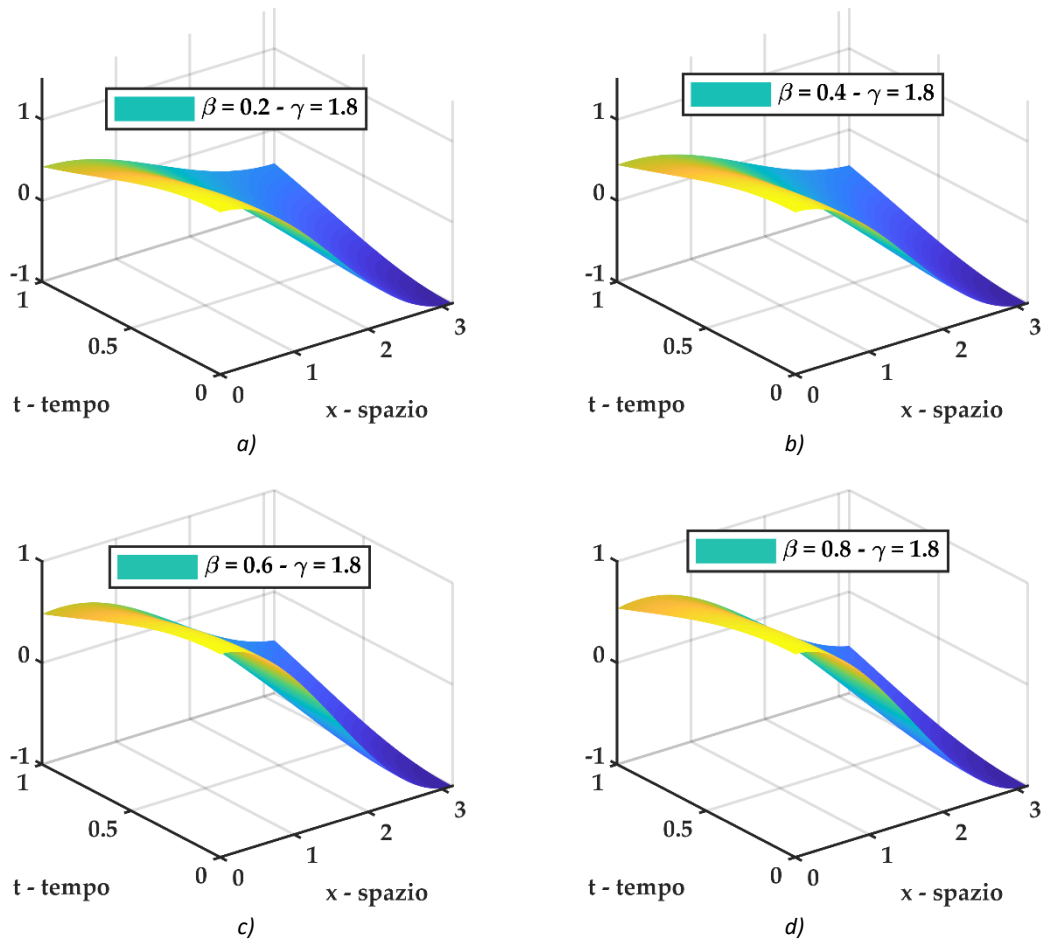 β = 0.2 - γ = 1.8
1
0
-1
1
0.5
0
0
1
2
3
t - tempo
x - spazio
a)
β = 0.4 - γ = 1.8
1
0
-1
1
0.5
0
0
1
2
3
t - tempo
x - spazio
b)
β = 0.6 - γ = 1.8
1
0
-1
1
0.5
0
0
1
2
3
t - tempo
x - spazio
c)
β = 0.8 - γ = 1.8
1
0
-1
1
0.5
0
0
1
2
3
t - tempo
x - spazio
d)